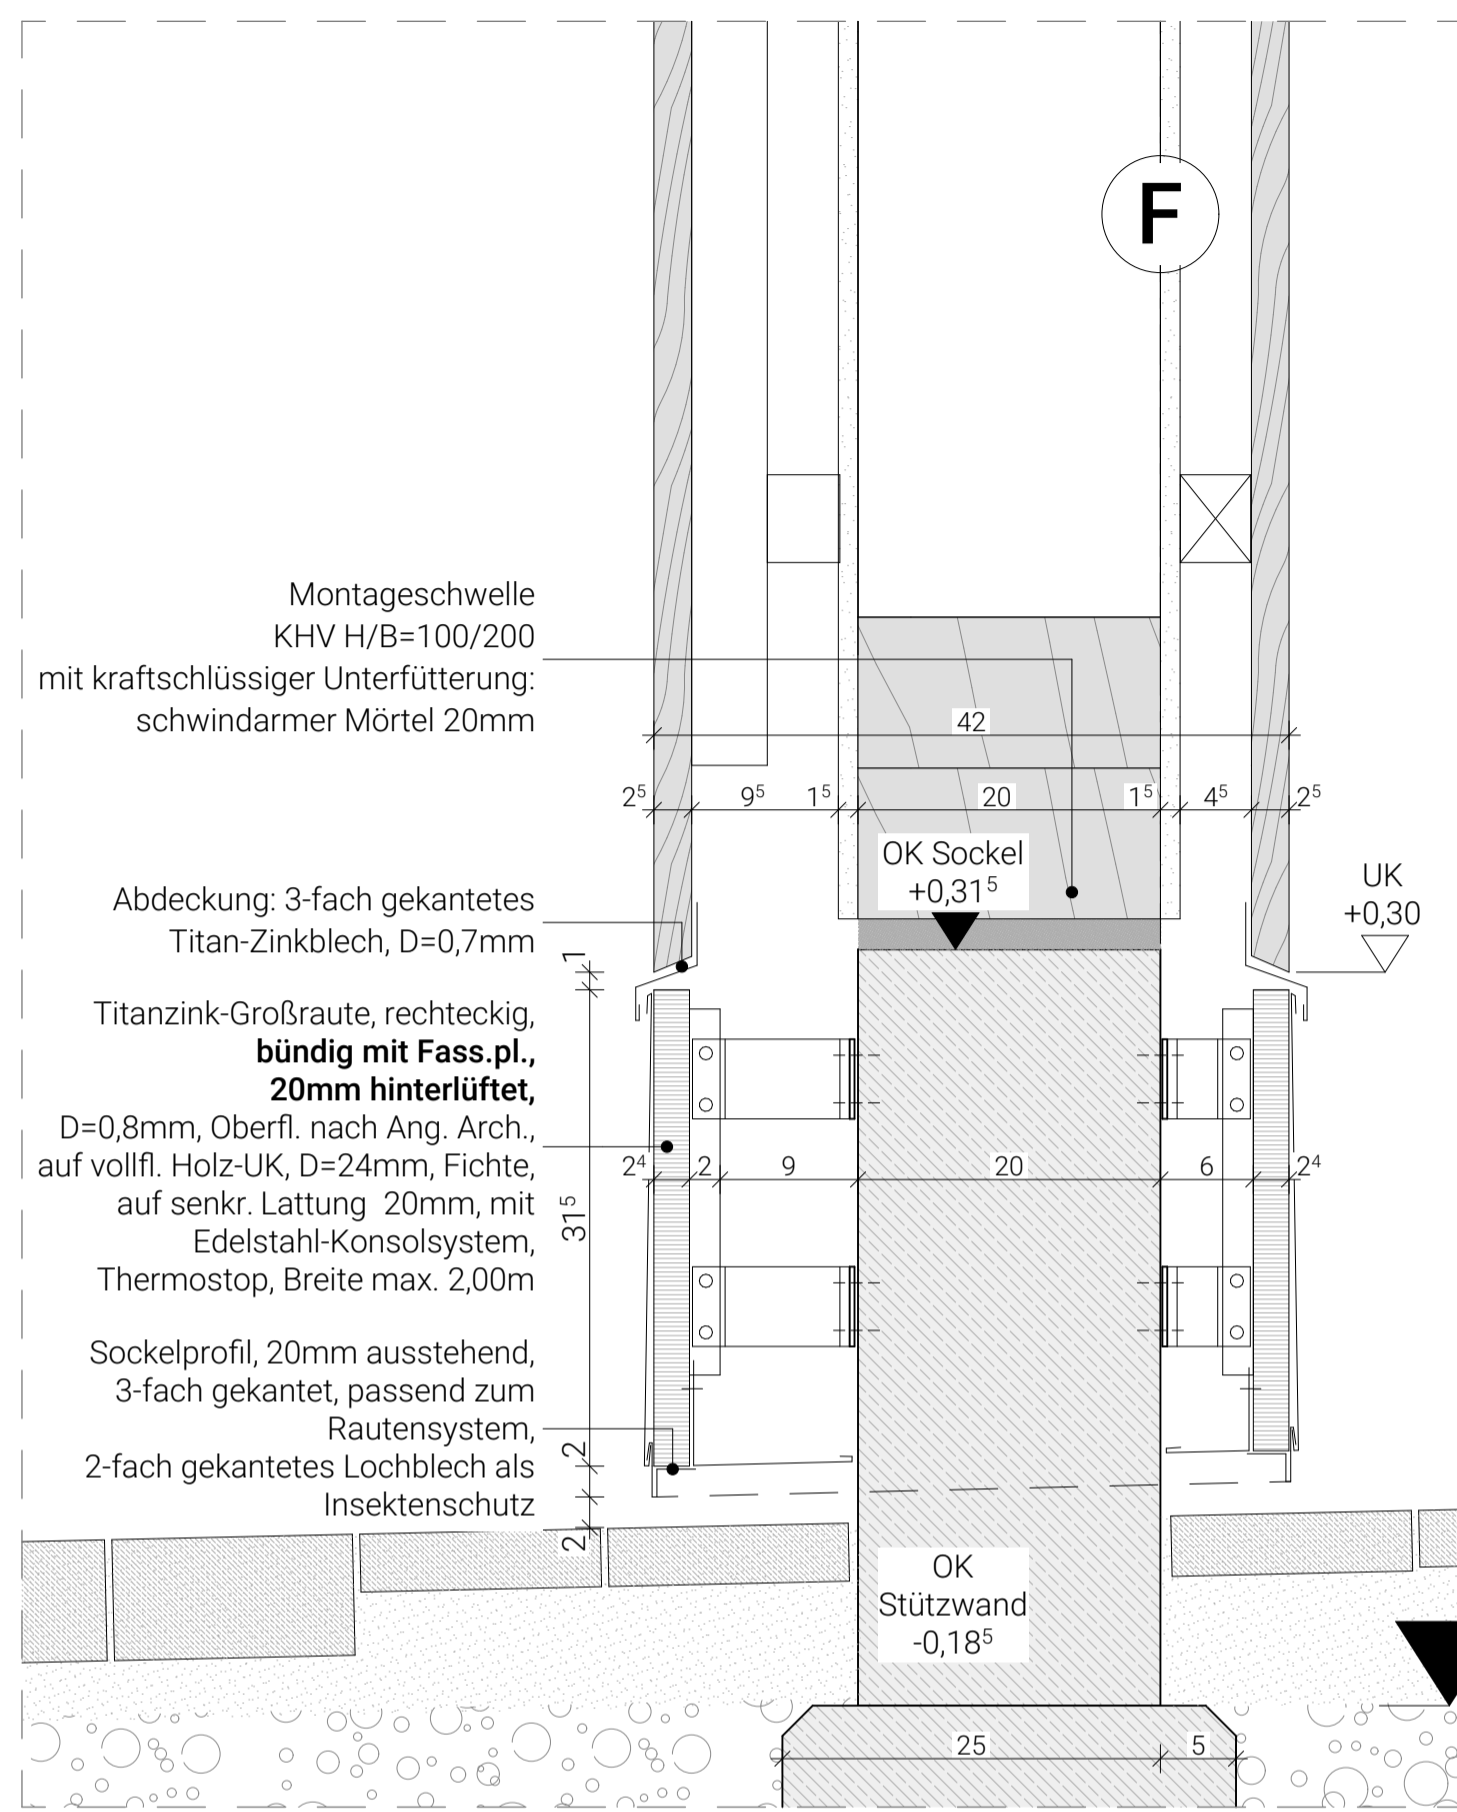 F
Montageschwelle
KHV H/B=100/200
mit kraftschlüssiger Unterfütterung:
schwindarmer Mörtel 20mm
42
2⁵ 9⁵ 1⁵ 20 1⁵ 4⁵ 2⁵
OK Sockel
+0,31⁵
UK
+0,30
Abdeckung: 3-fach gekantetes
Titan-Zinkblech, D=0,7mm
1
Titanzink-Großraute, rechteckig,
bündig mit Fass.pl.,
20mm hinterlüftet,
D=0,8mm, Oberfl. nach Ang. Arch.,
auf vollfl. Holz-UK, D=24mm, Fichte,
auf senkr. Lattung 20mm, mit
Edelstahl-Konsolsystem,
Thermostop, Breite max. 2,00m
2⁴ 2 9 20 6 2⁴
31⁵
Sockelprofil, 20mm ausstehend,
3-fach gekantet, passend zum
Rautensystem,
2-fach gekantetes Lochblech als
Insektenschutz
2
2
OK
Stützwand
-0,18⁵
25 5